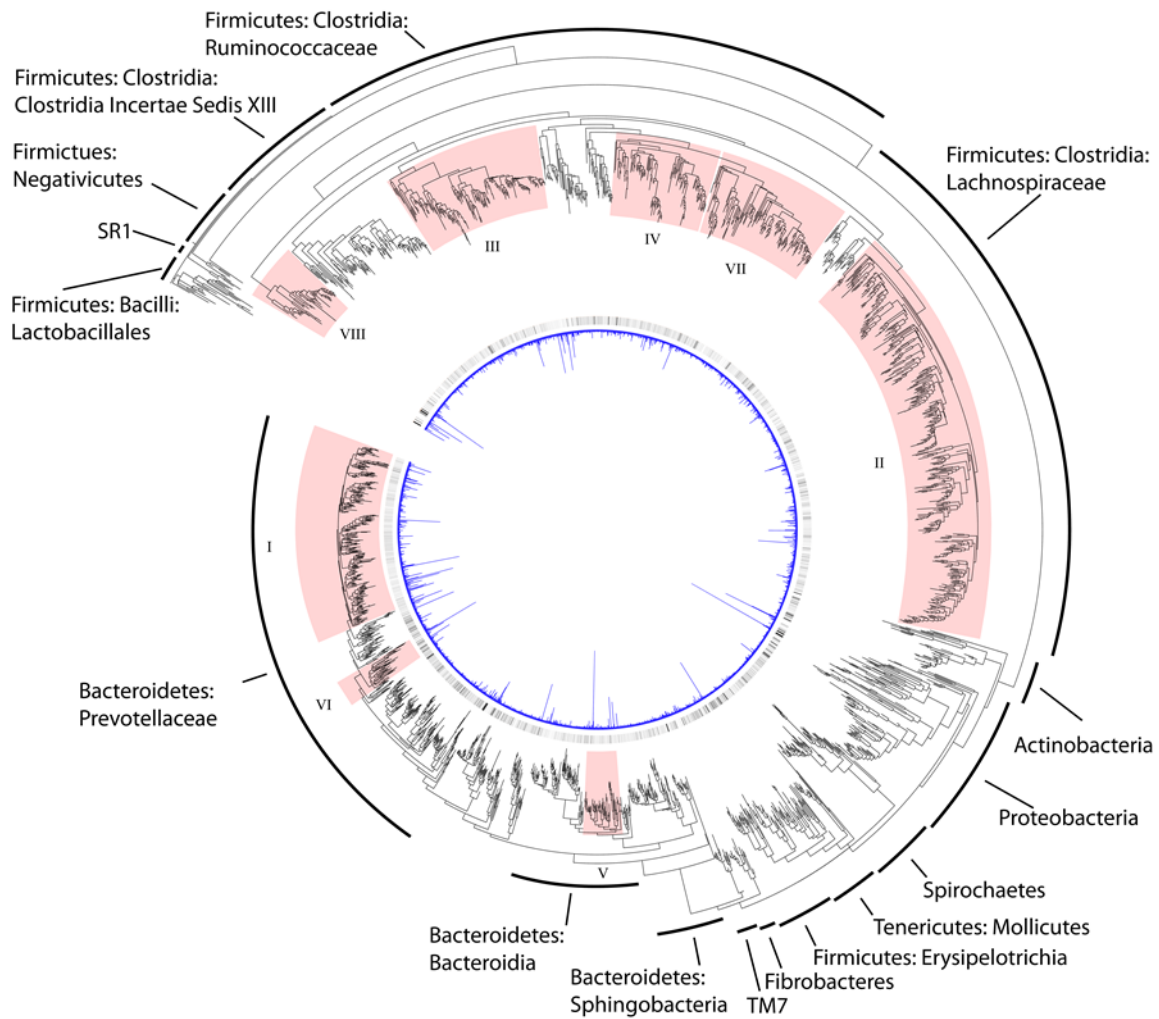 Firmicutes: Clostridia:
Ruminococcaceae
Firmicutes: Clostridia:
Clostridia Incertae Sedis XIII
Firmictues:
Negativicutes
SR1
Firmicutes: Bacilli:
Lactobacillales
Firmicutes: Clostridia:
Lachnospiraceae
III
IV
VII
VIII
II
I
VI
Bacteroidetes:
Prevotellaceae
Actinobacteria
Proteobacteria
Spirochaetes
Tenericutes: Mollicutes
Firmicutes: Erysipelotrichia
Fibrobacteres
TM7
V
Bacteroidetes:
Bacteroidia
Bacteroidetes:
Sphingobacteria